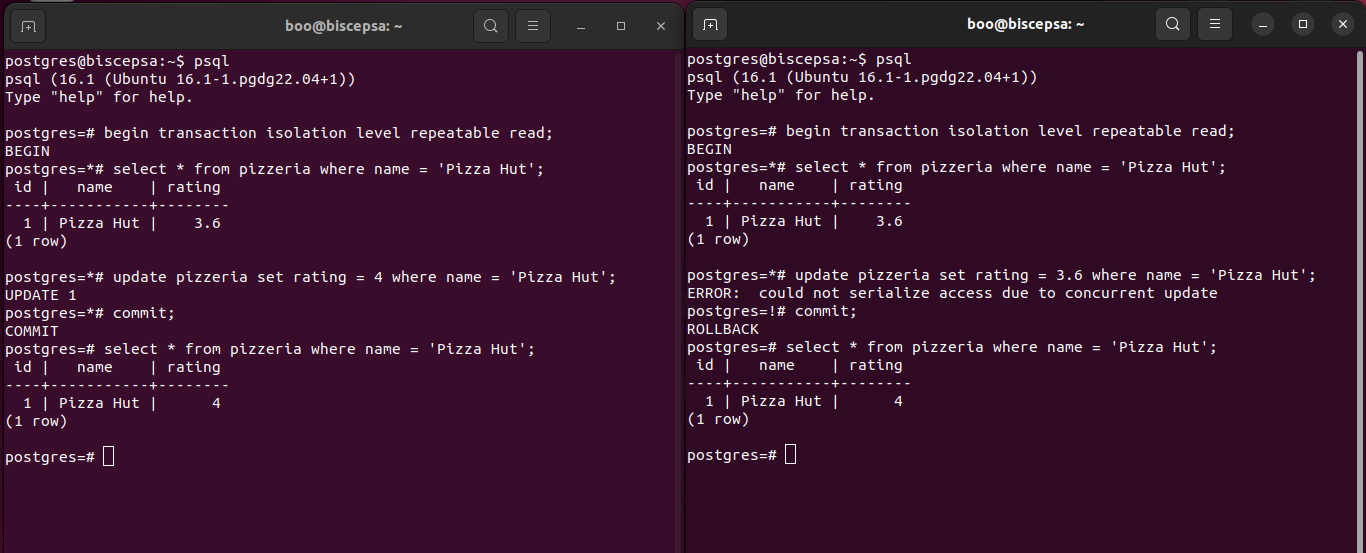 boo@biscepsa: ~
postgres@biscepsa:~$ psql
psql (16.1 (Ubuntu 16.1-1.pgdg22.04+1))
Type "help" for help.

postgres=# begin transaction isolation level repeatable read;
BEGIN
postgres=*# select * from pizzeria where name = 'Pizza Hut';
 id |   name    | rating
----+-----------+--------
  1 | Pizza Hut |    3.6
(1 row)

postgres=*# update pizzeria set rating = 4 where name = 'Pizza Hut';
UPDATE 1
postgres=*# commit;
COMMIT
postgres=# select * from pizzeria where name = 'Pizza Hut';
 id |   name    | rating
----+-----------+--------
  1 | Pizza Hut |      4
(1 row)

postgres=#
boo@biscepsa: ~
postgres@biscepsa:~$ psql
psql (16.1 (Ubuntu 16.1-1.pgdg22.04+1))
Type "help" for help.

postgres=# begin transaction isolation level repeatable read;
BEGIN
postgres=*# select * from pizzeria where name = 'Pizza Hut';
 id |   name    | rating
----+-----------+--------
  1 | Pizza Hut |    3.6
(1 row)

postgres=*# update pizzeria set rating = 3.6 where name = 'Pizza Hut';
ERROR:  could not serialize access due to concurrent update
postgres=!# commit;
ROLLBACK
postgres=# select * from pizzeria where name = 'Pizza Hut';
 id |   name    | rating
----+-----------+--------
  1 | Pizza Hut |      4
(1 row)

postgres=#